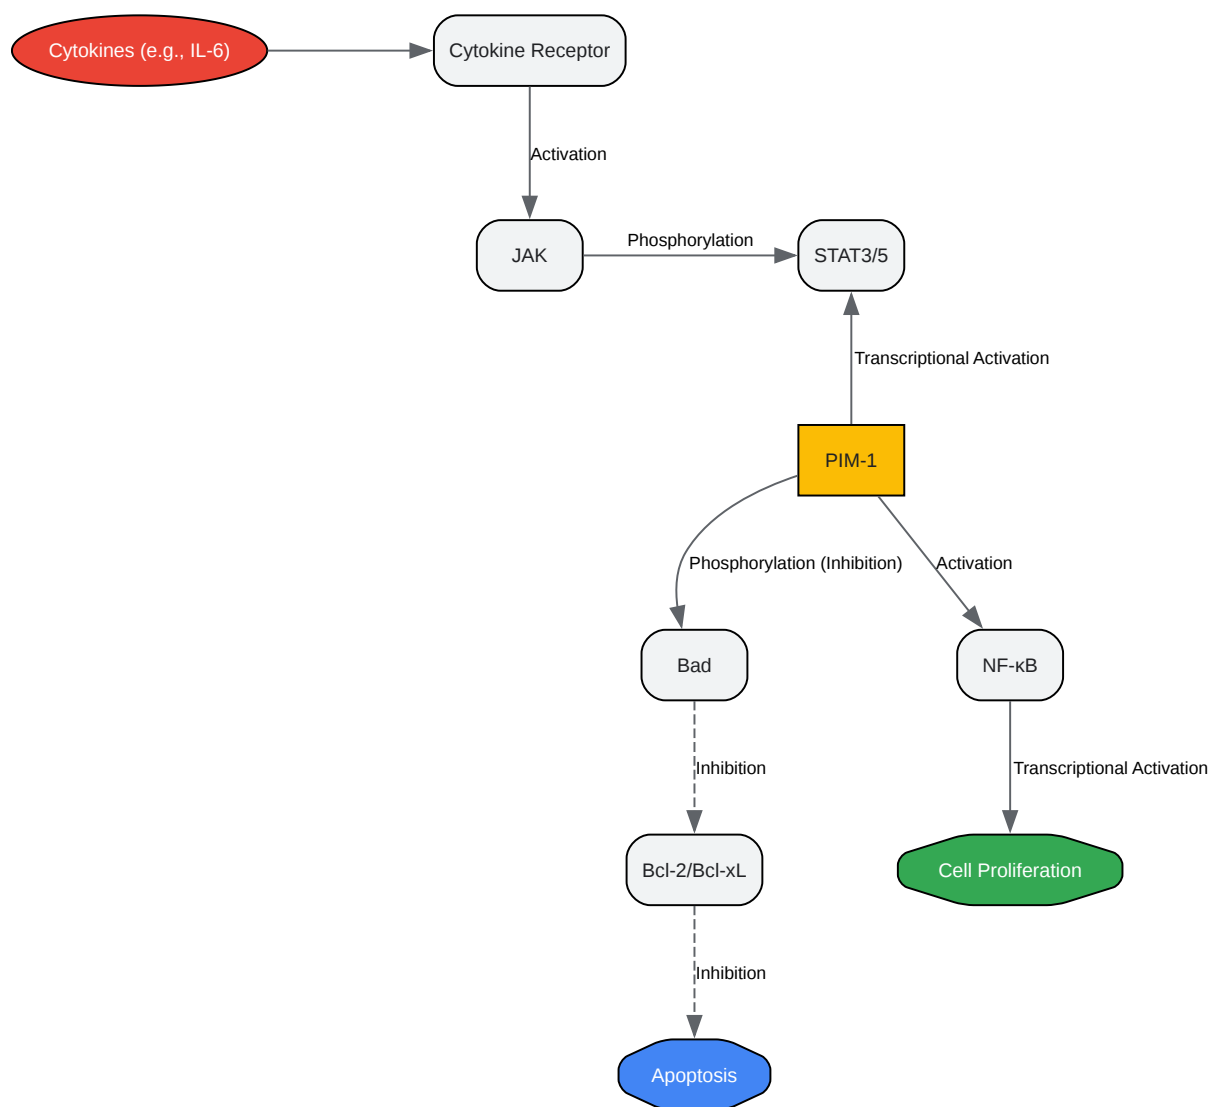 Cytokines (e.g., IL-6)
Cytokine Receptor
Activation
JAK
Phosphorylation
STAT3/5
Transcriptional Activation
PIM-1
Phosphorylation (Inhibition)
Activation
Bad
NF-κB
Inhibition
Transcriptional Activation
Bcl-2/Bcl-xL
Cell Proliferation
Inhibition
Apoptosis